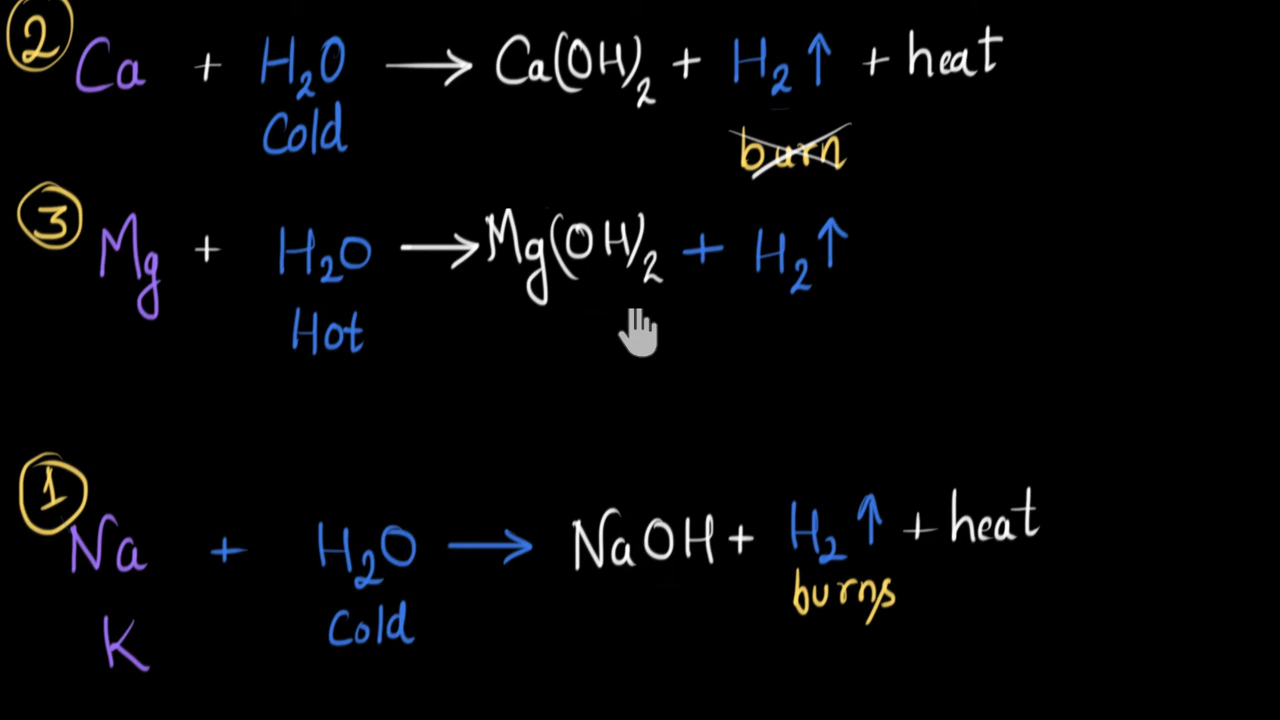 ② Ca + H₂O → Ca(OH)₂ + H₂↑ + heat
Cold burn
③ Mg + H₂O → Mg(OH)₂ + H₂↑
Hot
① Na + H₂O → NaOH + H₂↑ + heat
burns
K Cold